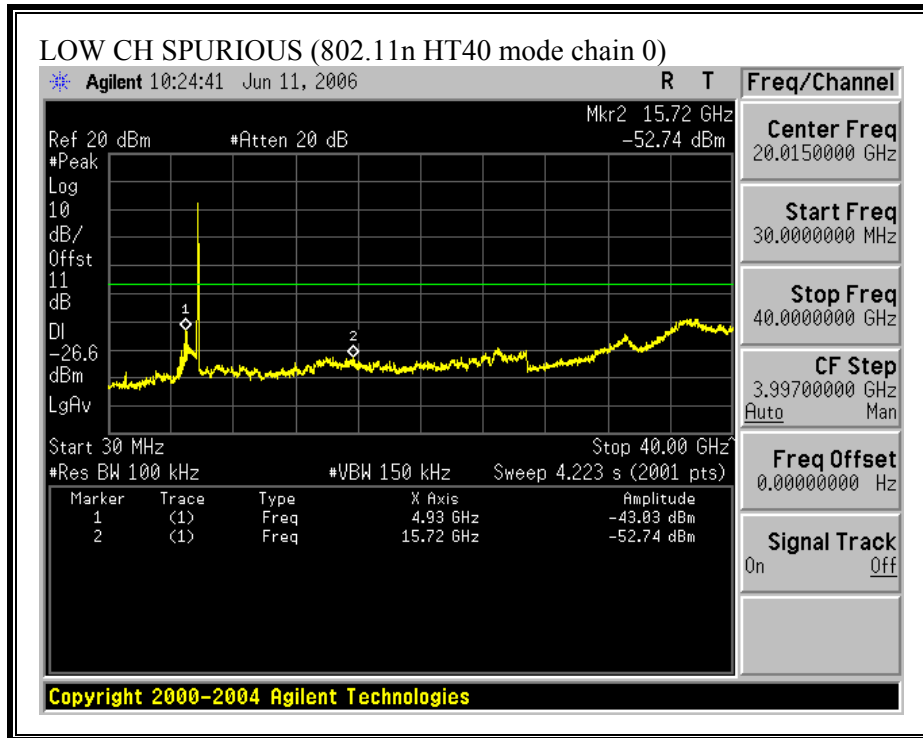 LOW CH SPURIOUS (802.11n HT40 mode chain 0)
Agilent 10:24:41 Jun 11, 2006 R T
Freq/Channel
Mkr2 15.72 GHz
Ref 20 dBm #Atten 20 dB -52.74 dBm
#Peak
Log
10
dB/
Offst
11
dB
DI
-26.6
dBm
LgAv
1
2
Start 30 MHz Stop 40.00 GHz^
#Res BW 100 kHz #VBW 150 kHz Sweep 4.223 s (2001 pts)
Marker Trace Type X Axis Amplitude
1 (1) Freq 4.93 GHz -43.03 dBm
2 (1) Freq 15.72 GHz -52.74 dBm
Center Freq
20.0150000 GHz
Start Freq
30.0000000 MHz
Stop Freq
40.0000000 GHz
CF Step
3.99700000 GHz
Auto Man
Freq Offset
0.00000000 Hz
Signal Track
On Off
Copyright 2000-2004 Agilent Technologies